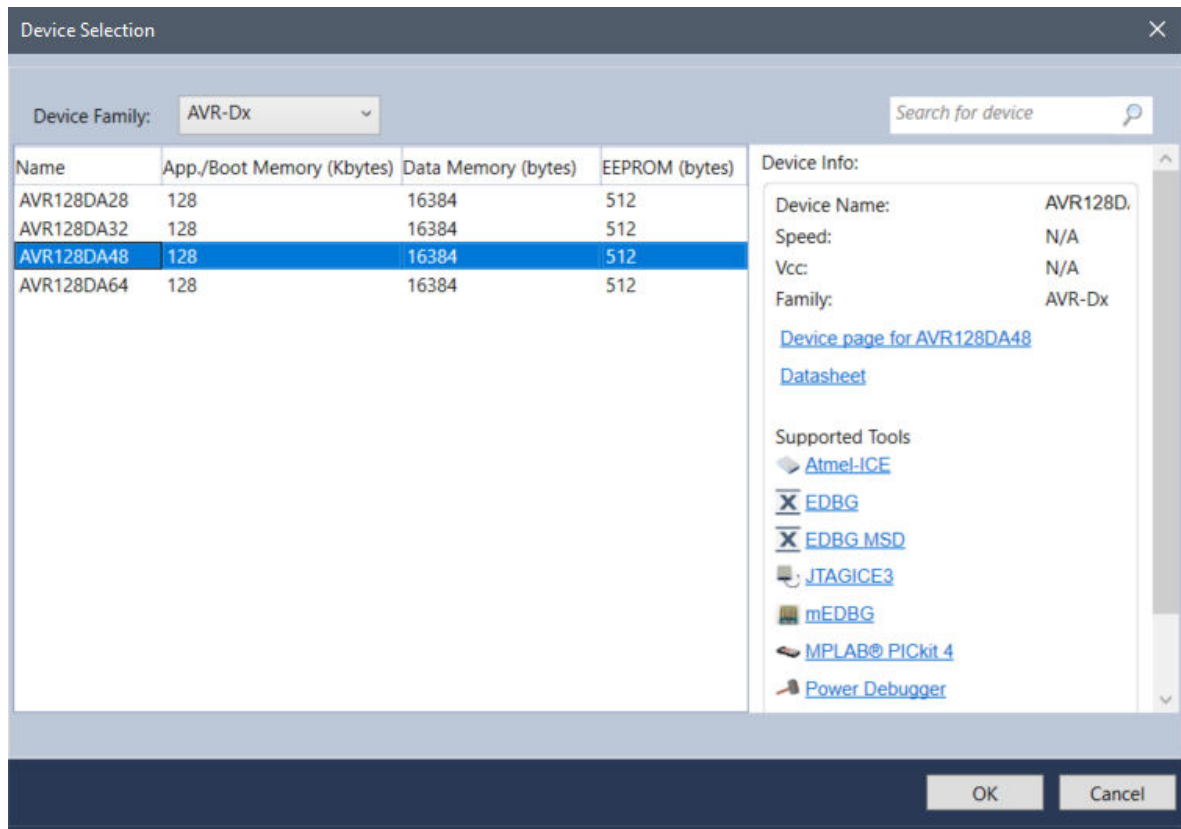 Device Selection
Device Family: AVR-Dx
Search for device
Name App./Boot Memory (Kbytes) Data Memory (bytes) EEPROM (bytes)
AVR128DA28 128 16384 512
AVR128DA32 128 16384 512
AVR128DA48 128 16384 512
AVR128DA64 128 16384 512
Device Info:
Device Name: AVR128D
Speed: N/A
Vcc: N/A
Family: AVR-Dx
Device page for AVR128DA48
Datasheet
Supported Tools
Atmel-ICE
EDBG
EDBG MSD
JTAGICE3
mEDBG
MPLAB® PICkit 4
Power Debugger
OK Cancel